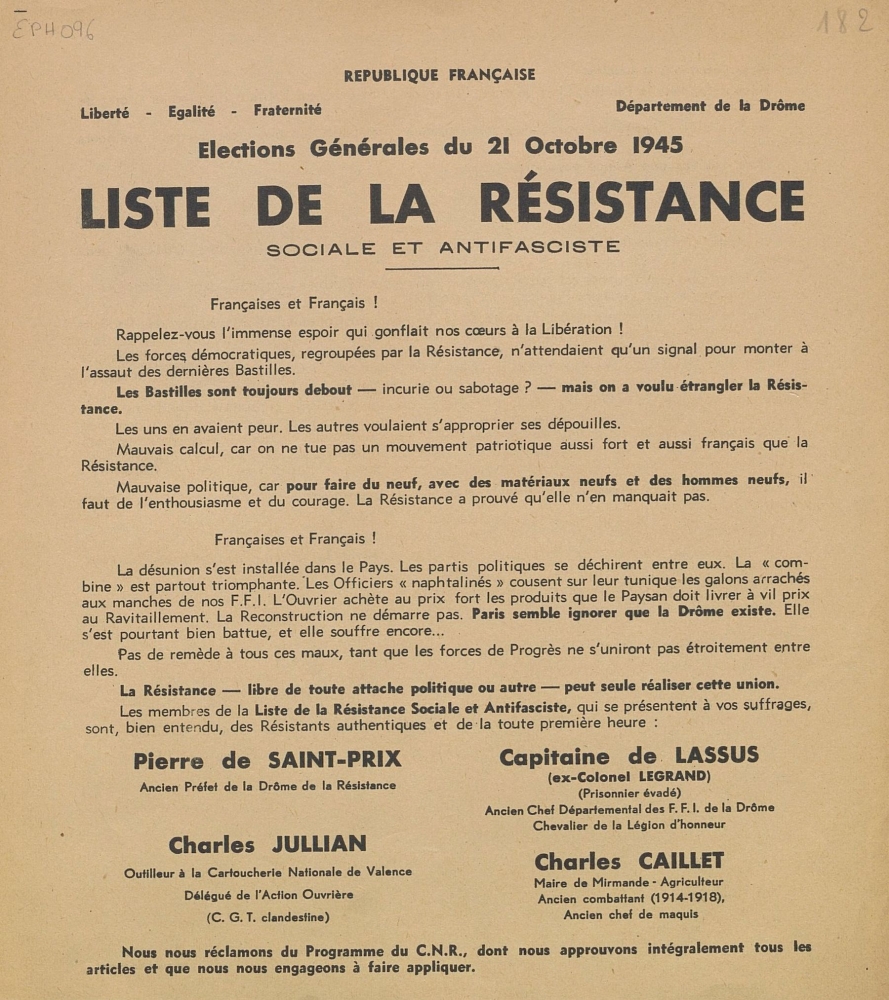 EPH096
182
REPUBLIQUE FRANÇAISE
Liberté - Egalité - Fraternité
Département de la Drôme
Elections Générales du 21 Octobre 1945
LISTE DE LA RÉSISTANCE
SOCIALE ET ANTIFASCISTE
Françaises et Français !
Rappelez-vous l'immense espoir qui gonflait nos cœurs à la Libération !
Les forces démocratiques, regroupées par la Résistance, n'attendaient qu'un signal pour monter à
l'assaut des dernières Bastilles.
Les Bastilles sont toujours debout — incurie ou sabotage ? — mais on a voulu étrangler la Résis-
tance.
Les uns en avaient peur. Les autres voulaient s'approprier ses dépouilles.
Mauvais calcul, car on ne tue pas un mouvement patriotique aussi fort et aussi français que la
Résistance.
Mauvaise politique, car pour faire du neuf, avec des matériaux neufs et des hommes neufs, il
faut de l'enthousiasme et du courage. La Résistance a prouvé qu'elle n'en manquait pas.
Françaises et Français !
La désunion s'est installée dans le Pays. Les partis politiques se déchirent entre eux. La « com-
bine » est partout triomphante. Les Officiers « naphtalinés » cousent sur leur tunique les galons arrachés
aux manches de nos F.F.I. L'Ouvrier achète au prix fort les produits que le Paysan doit livrer à vil prix
au Ravitaillement. La Reconstruction ne démarre pas. Paris semble ignorer que la Drôme existe. Elle
s'est pourtant bien battue, et elle souffre encore...
Pas de remède à tous ces maux, tant que les forces de Progrès ne s'uniront pas étroitement entre
elles.
La Résistance — libre de toute attache politique ou autre — peut seule réaliser cette union.
Les membres de la Liste de la Résistance Sociale et Antifasciste, qui se présentent à vos suffrages,
sont, bien entendu, des Résistants authentiques et de la toute première heure :
Pierre de SAINT-PRIX
Ancien Préfet de la Drôme de la Résistance
Capitaine de LASSUS
(ex-Colonel LEGRAND)
(Prisonnier évadé)
Ancien Chef Départemental des F.F.I. de la Drôme
Chevalier de la Légion d'honneur
Charles JULLIAN
Outilleur à la Cartoucherie Nationale de Valence
Délégué de l'Action Ouvrière
(C. G. T. clandestine)
Charles CAILLET
Maire de Mirmande - Agriculteur
Ancien combattant (1914-1918),
Ancien chef de maquis
Nous nous réclamons du Programme du C.N.R., dont nous approuvons intégralement tous les
articles et que nous nous engageons à faire appliquer.